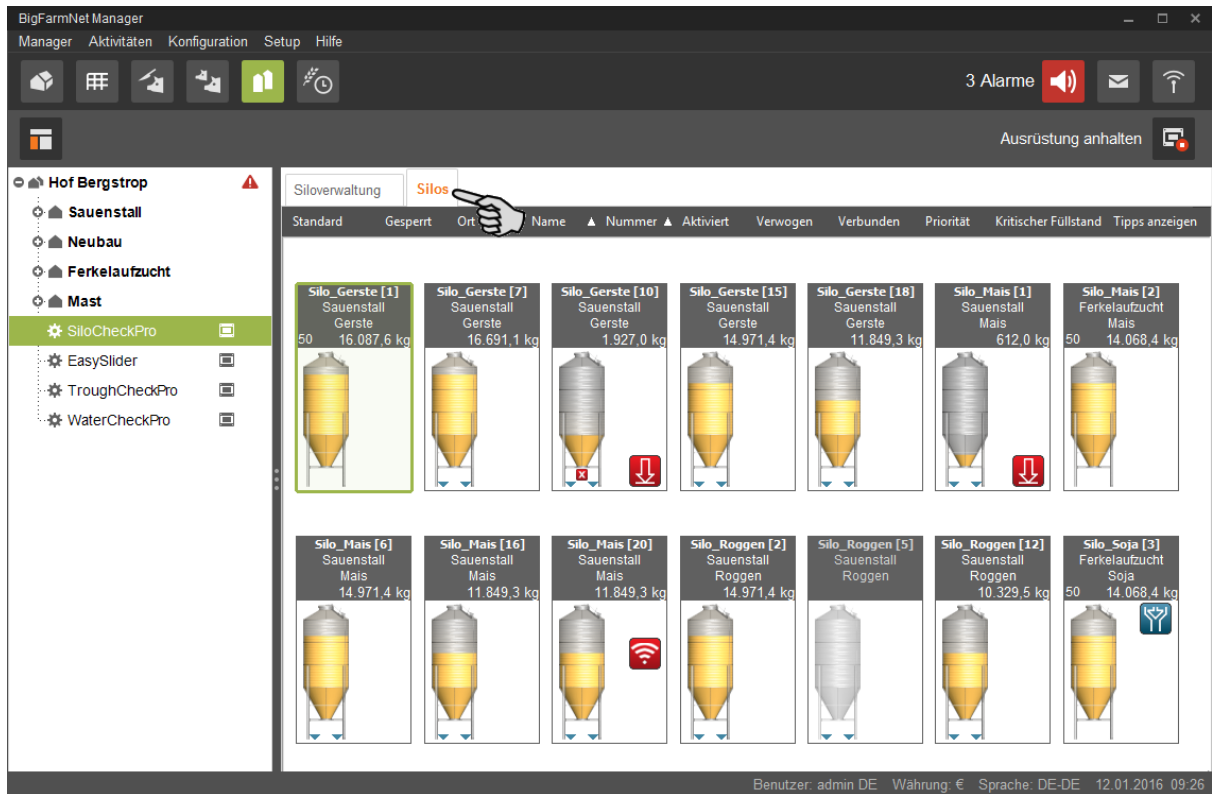 BigFarmNet Manager
Manager Aktivitäten Konfiguration Setup Hilfe
3 Alarme
Ausrüstung anhalten
Hof Bergstrop
Sauenstall
Neubau
Ferkelaufzucht
Mast
SiloCheckPro
EasySlider
TroughCheckPro
WaterCheckPro
Siloverwaltung Silos
Standard Gesperrt Ort Name ▲ Nummer ▲ Aktiviert Verwogen Verbunden Priorität Kritischer Füllstand Tipps anzeigen
Silo_Gerste [1]
Sauenstall
Gerste
50 16.087,6 kg
Silo_Gerste [7]
Sauenstall
Gerste
16.691,1 kg
Silo_Gerste [10]
Sauenstall
Gerste
1.927,0 kg
Silo_Gerste [15]
Sauenstall
Gerste
14.971,4 kg
Silo_Gerste [18]
Sauenstall
Gerste
11.849,3 kg
Silo_Mais [1]
Sauenstall
Mais
612,0 kg
Silo_Mais [2]
Ferkelaufzucht
Mais
50 14.068,4 kg
Silo_Mais [6]
Sauenstall
Mais
14.971,4 kg
Silo_Mais [16]
Sauenstall
Mais
11.849,3 kg
Silo_Mais [20]
Sauenstall
Mais
11.849,3 kg
Silo_Roggen [2]
Sauenstall
Roggen
14.971,4 kg
Silo_Roggen [5]
Sauenstall
Roggen
Silo_Roggen [12]
Sauenstall
Roggen
10.329,5 kg
Silo_Soja [3]
Ferkelaufzucht
Soja
50 14.068,4 kg
Benutzer: admin DE Währung: € Sprache: DE-DE 12.01.2016 09:26